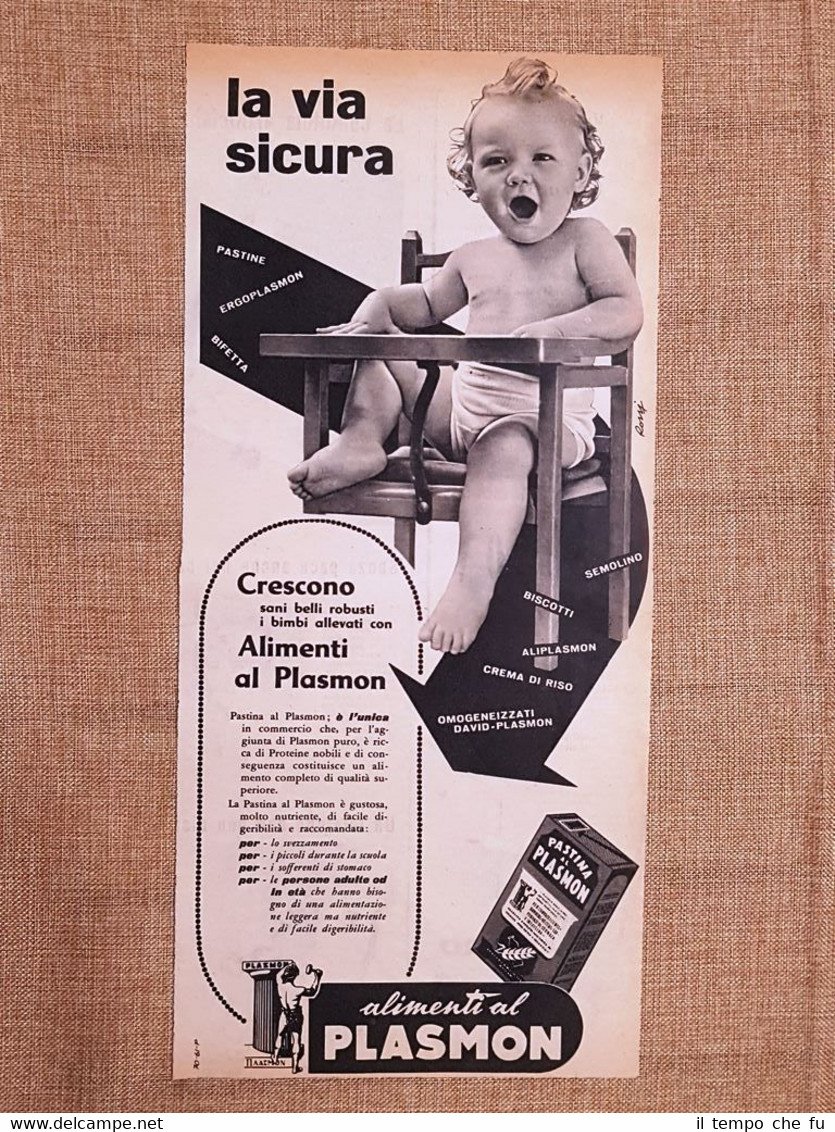 la via
sicura
PASTINE
ERGOPLASMON
BIFETTA
Rossi
SEMOLINO
BISCOTTI
ALIPLASMON
CREMA DI RISO
OMOGENEIZZATI
DAVID-PLASMON
Crescono
sani belli robusti
i bimbi allevati con
Alimenti
al Plasmon
Pastina al Plasmon; è l'unica
in commercio che, per l'ag-
giunta di Plasmon puro, è ric-
ca di Proteine nobili e di con-
seguenza costituisce un ali-
mento completo di qualità su-
periore.
La Pastina al Plasmon è gustosa,
molto nutriente, di facile di-
geribilità e raccomandata:
per - lo svezzamento
per - i piccoli durante la scuola
per - i sofferenti di stomaco
per - le persone adulte od
in età che hanno biso-
gno di una alimentazio-
ne leggera ma nutriente
e di facile digeribilità.
PASTINA
al
PLASMON
PLASMON
ΠΛΑΣΜΟΝ
alimenti al
PLASMON
il tempo che fu